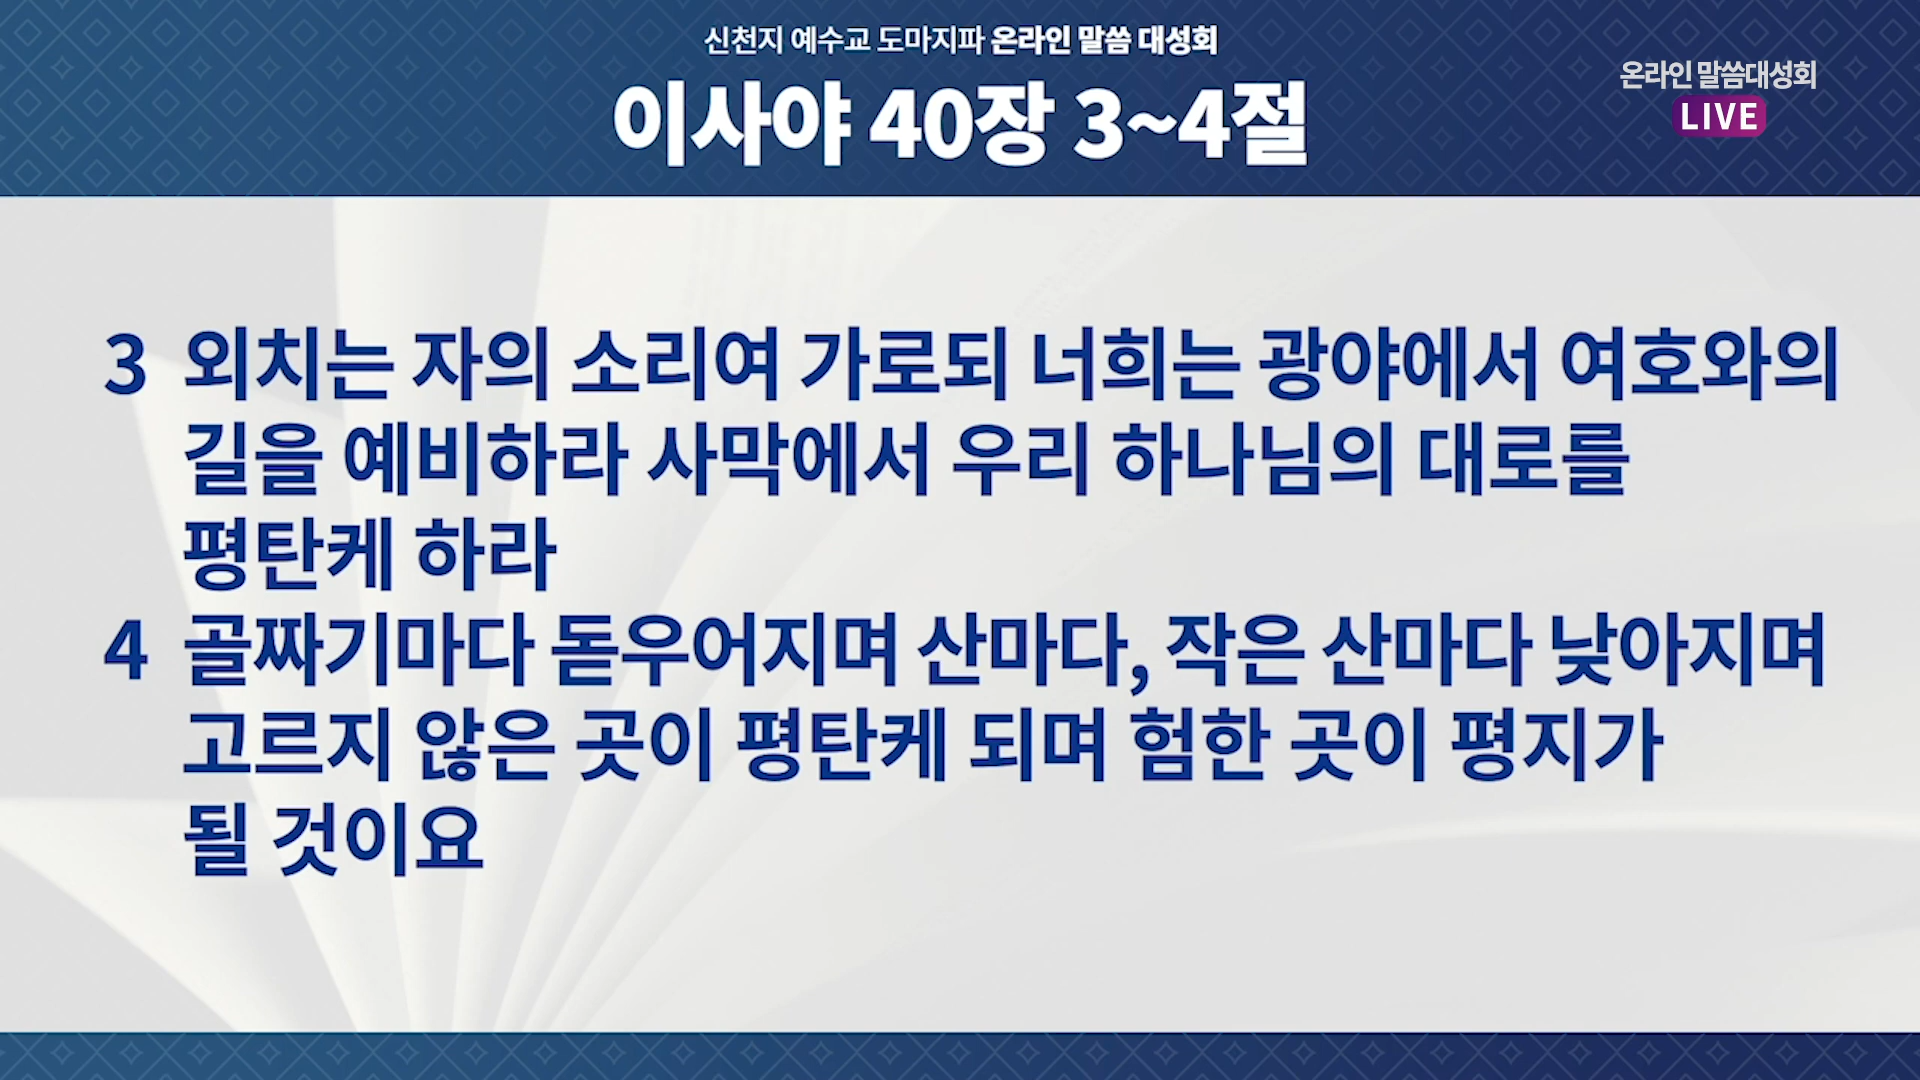 신천지 예수교 도마지파 온라인 말씀 대성회
이사야 40장 3~4절
온라인 말씀대성회
LIVE
3 외치는 자의 소리여 가로되 너희는 광야에서 여호와의
길을 예비하라 사막에서 우리 하나님의 대로를
평탄케 하라
4 골짜기마다 돋우어지며 산마다, 작은 산마다 낮아지며
고르지 않은 곳이 평탄케 되며 험한 곳이 평지가
될 것이요